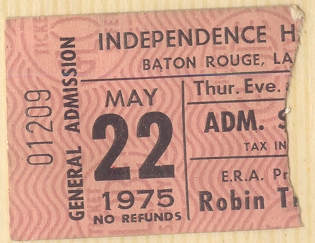 01209
GENERAL ADMISSION
INDEPENDENCE H
BATON ROUGE, LA
MAY
22
1975
NO REFUNDS
Thur. Eve.
ADM. S
TAX IN
E.R.A. Pr
Robin Tr